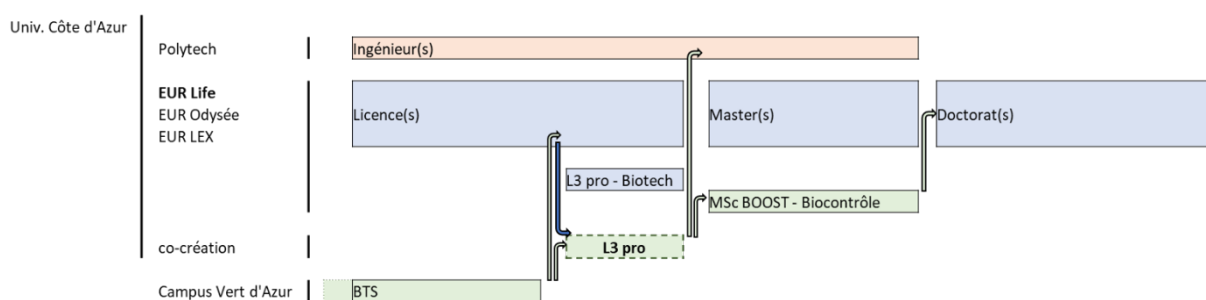 Univ. Côte d'Azur
Polytech
Ingénieur(s)
EUR Life
EUR Odysée
EUR LEX
Licence(s)
Master(s)
Doctorat(s)
L3 pro - Biotech
MSc BOOST - Biocontrôle
co-création
L3 pro
Campus Vert d'Azur
BTS